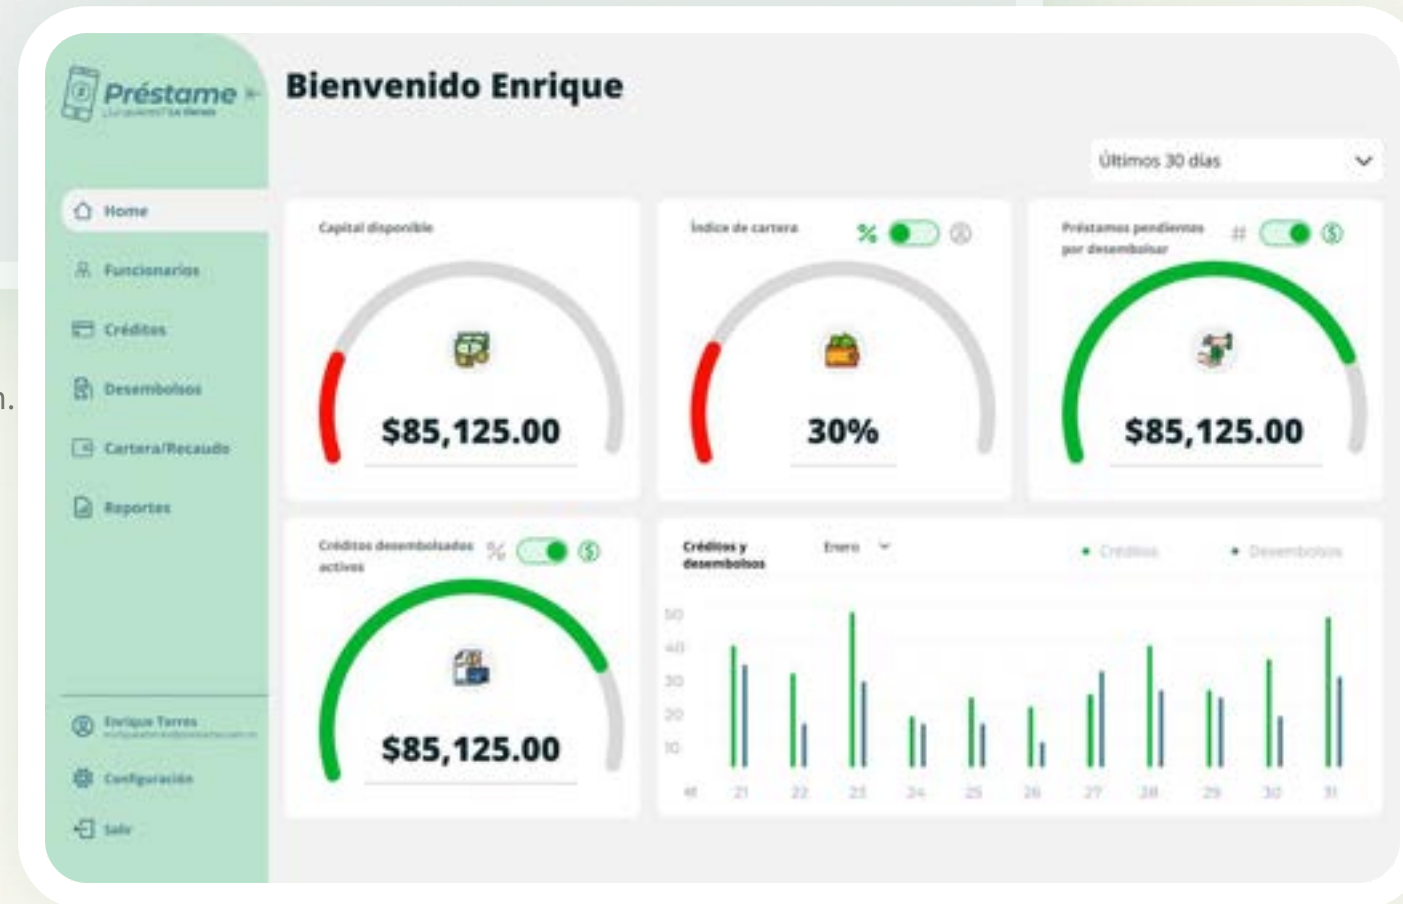 n.
Préstame
Bienvenido Enrique
Últimos 30 días
Home
Funcionarios
Créditos
Desembolsos
Cartera/Recaudo
Reportes
Enrique Torres
Configuración
Salir
Capital disponible
$85,125.00
Índice de cartera
%
30%
Préstamos pendientes
por desembolsar
# $
$85,125.00
Créditos desembolsados
activos
% $
$85,125.00
Créditos y
desembolsos
Enero
Créditos
Desembolsos
50
40
30
20
10
21 22 23 24 25 26 27 28 29 30 31